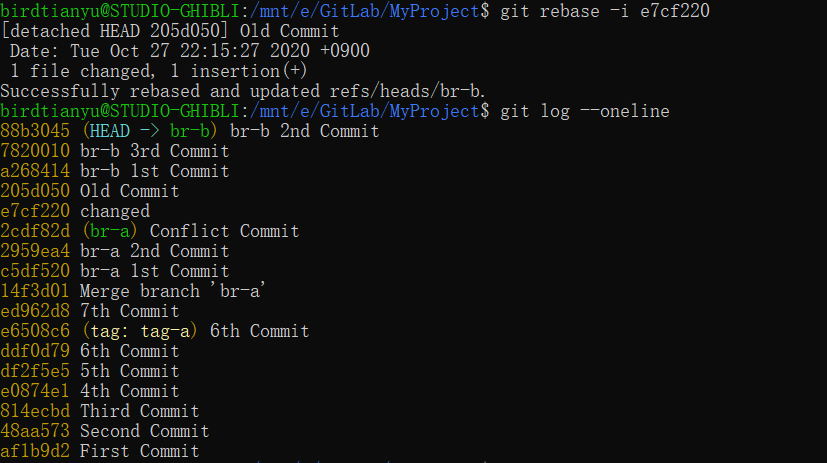 birdtianyu@STUDIO-GHIBLI:/mnt/e/GitLab/MyProject$ git rebase -i e7cf220
[detached HEAD 205d050] Old Commit
 Date: Tue Oct 27 22:15:27 2020 +0900
 1 file changed, 1 insertion(+)
Successfully rebased and updated refs/heads/br-b.
birdtianyu@STUDIO-GHIBLI:/mnt/e/GitLab/MyProject$ git log --oneline
88b3045 (HEAD -> br-b) br-b 2nd Commit
7820010 br-b 3rd Commit
a268414 br-b 1st Commit
205d050 Old Commit
e7cf220 changed
2cdf82d (br-a) Conflict Commit
2959ea4 br-a 2nd Commit
c5df520 br-a 1st Commit
14f3d01 Merge branch 'br-a'
ed962d8 7th Commit
e6508c6 (tag: tag-a) 6th Commit
ddf0d79 6th Commit
df2f5e5 5th Commit
e0874e1 4th Commit
814ecbd Third Commit
48aa573 Second Commit
af1b9d2 First Commit